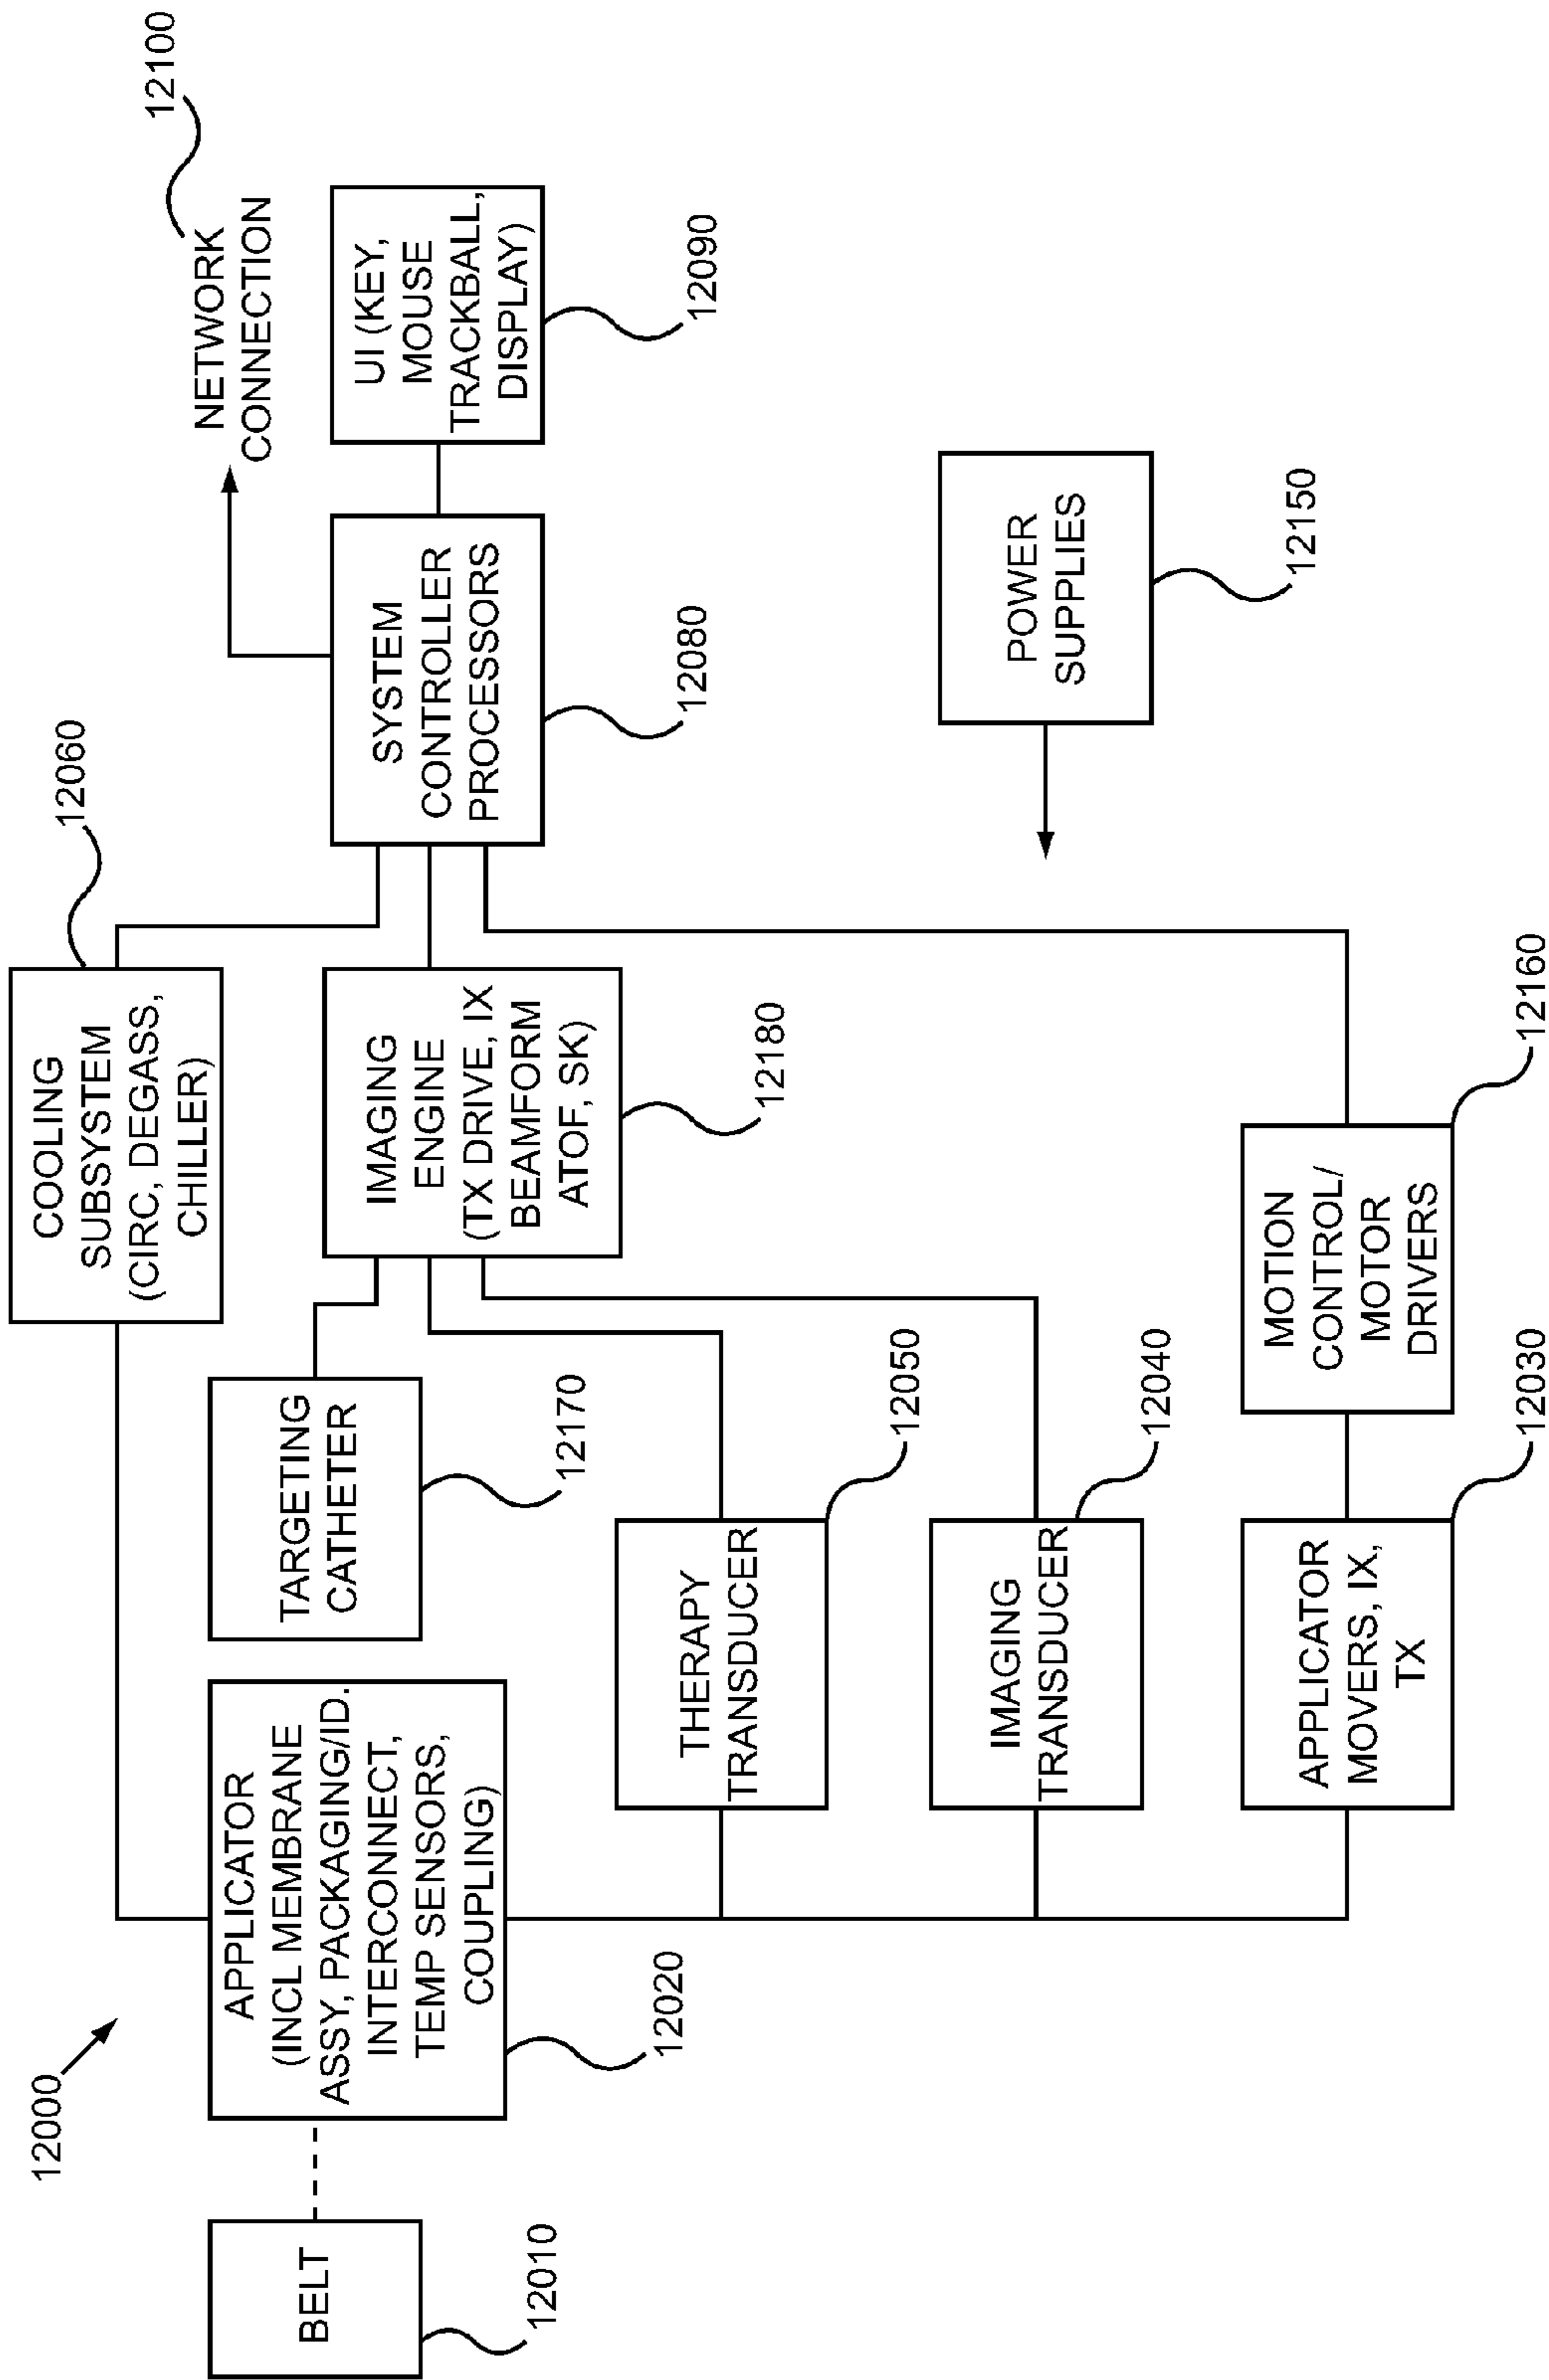 12000
12100
NETWORK
CONNECTION
12060
COOLING
SUBSYSTEM
(CIRC, DEGASS,
CHILLER)
BELT
12010
APPLICATOR
(INCL MEMBRANE
ASSY, PACKAGING/ID.
INTERCONNECT,
TEMP SENSORS,
COUPLING)
12020
TARGETING
CATHETER
12170
IMAGING
ENGINE
(TX DRIVE, IX
BEAMFORM
ATOF, SK)
12180
SYSTEM
CONTROLLER
PROCESSORS
12080
UI (KEY,
MOUSE
TRACKBALL,
DISPLAY)
12090
THERAPY
TRANSDUCER
12050
IMAGING
TRANSDUCER
12040
POWER
SUPPLIES
12150
APPLICATOR
MOVERS, IX,
TX
12030
MOTION
CONTROL/
MOTOR
DRIVERS
12160